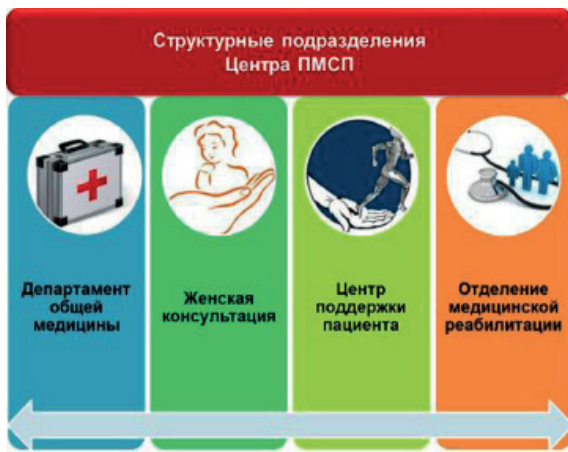 Структурные подразделения
Центра ПМСП
Департамент
общей
медицины
Женская
консультация
Центр
поддержки
пациента
Отделение
медицинской
реабилитации